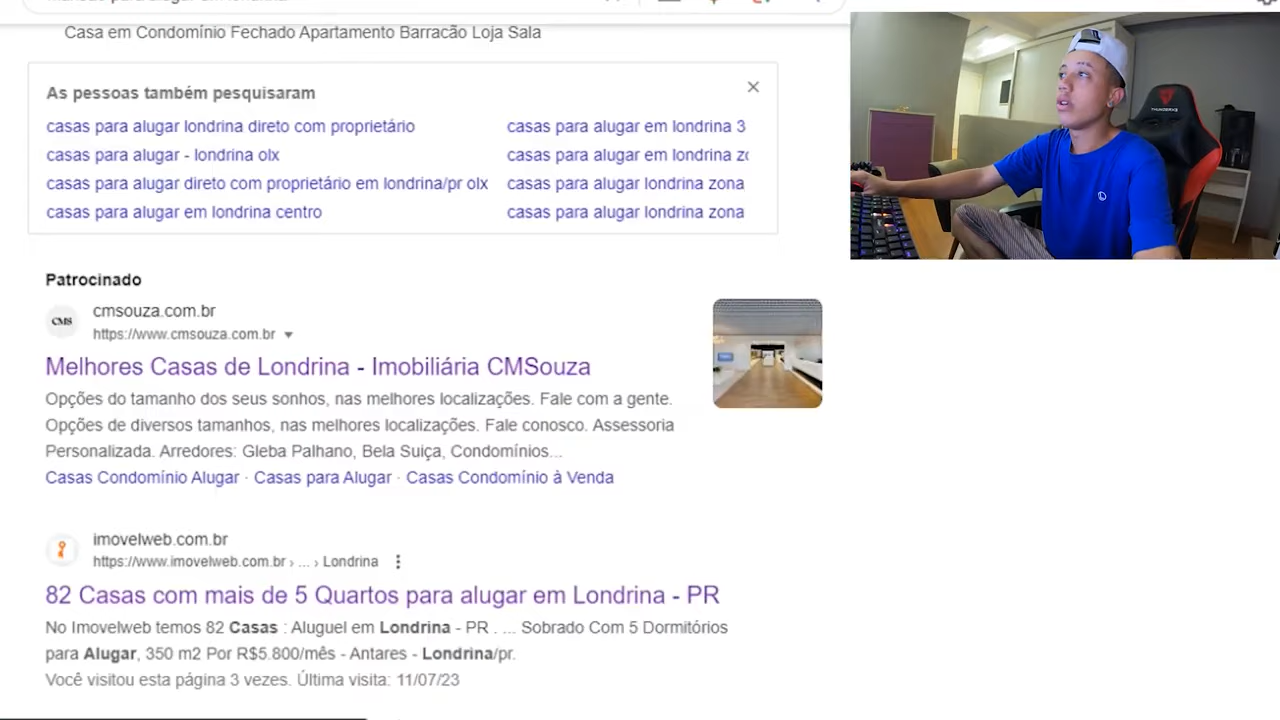 Casa em Condomínio Fechado Apartamento Barracão Loja Sala
As pessoas também pesquisaram
casas para alugar londrina direto com proprietário
casas para alugar em londrina 3
casas para alugar - londrina olx
casas para alugar em londrina zo
casas para alugar direto com proprietário em londrina/pr olx
casas para alugar londrina zona
casas para alugar em londrina centro
casas para alugar londrina zona
Patrocinado
CMS
cmsouza.com.br
https://www.cmsouza.com.br
Melhores Casas de Londrina - Imobiliária CMSouza
Opções do tamanho dos seus sonhos, nas melhores localizações. Fale com a gente.
Opções de diversos tamanhos, nas melhores localizações. Fale conosco. Assessoria
Personalizada. Arredores: Gleba Palhano, Bela Suiça, Condomínios...
Casas Condomínio Alugar · Casas para Alugar · Casas Condomínio à Venda
imovelweb.com.br
https://www.imovelweb.com.br › ... › Londrina
82 Casas com mais de 5 Quartos para alugar em Londrina - PR
No Imovelweb temos 82 Casas : Aluguel em Londrina - PR . ... Sobrado Com 5 Dormitórios
para Alugar, 350 m2 Por R$5.800/mês - Antares - Londrina/pr.
Você visitou esta página 3 vezes. Última visita: 11/07/23